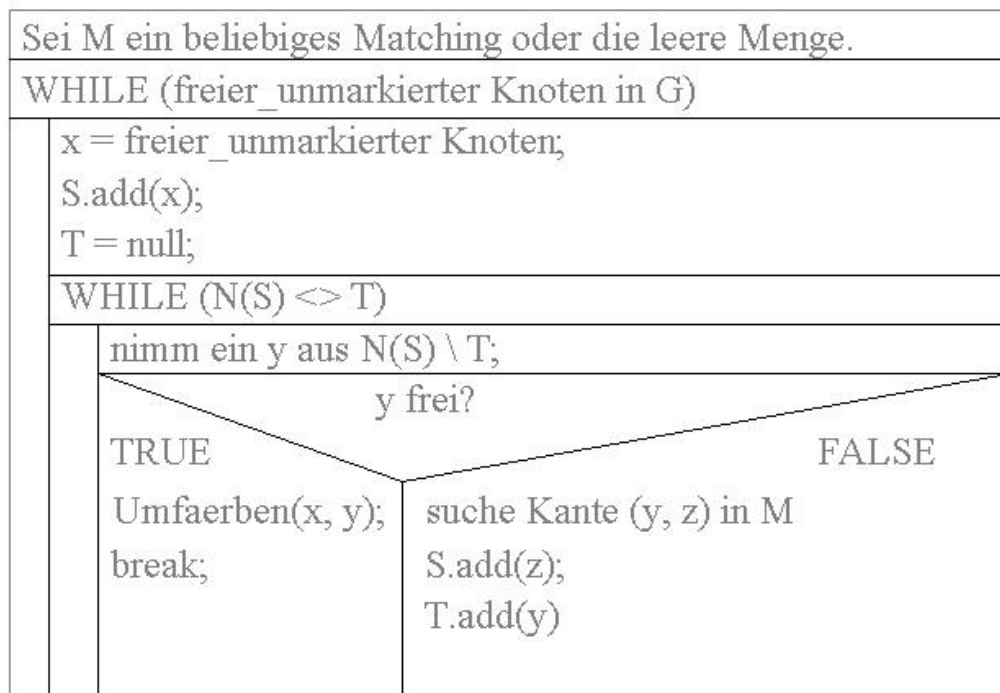 Sei M ein beliebiges Matching oder die leere Menge.
WHILE (freier_unmarkierter Knoten in G)
x = freier_unmarkierter Knoten;
S.add(x);
T = null;
WHILE (N(S) <> T)
nimm ein y aus N(S) \ T;
y frei?
TRUE
FALSE
Umfaerben(x, y);
break;
suche Kante (y, z) in M
S.add(z);
T.add(y)